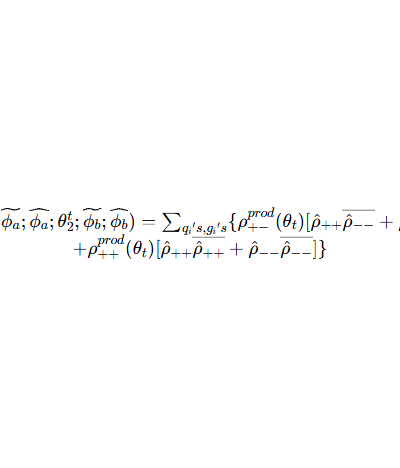 $\widetilde{\phi_a}; \widehat{\phi_a}; \theta_2^t; \widetilde{\phi_b}; \widehat{\phi_b}) = \sum_{q_i's, g_i's} \{\rho_{+-}^{prod}(\theta_t)[\hat{\rho}_{++}\overline{\hat{\rho}_{--}} +$
$+\rho_{++}^{prod}(\theta_t)[\hat{\rho}_{++}\overline{\hat{\rho}_{++}} + \hat{\rho}_{--}\overline{\hat{\rho}_{--}}]\}$